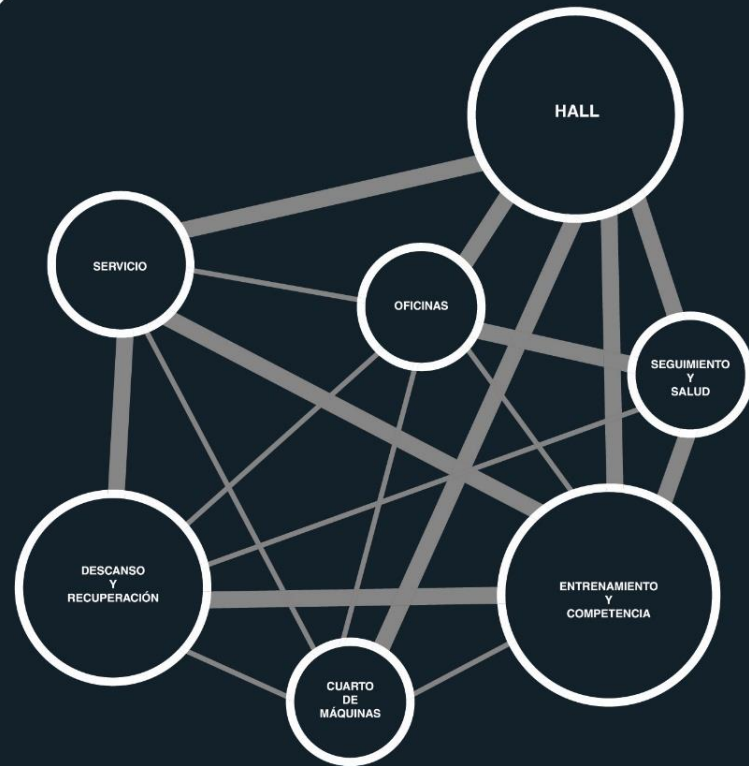 HALL
SERVICIO
OFICINAS
SEGUIMIENTO
Y
SALUD
DESCANSO
Y
RECUPERACIÓN
ENTRENAMIENTO
Y
COMPETENCIA
CUARTO
DE
MÁQUINAS